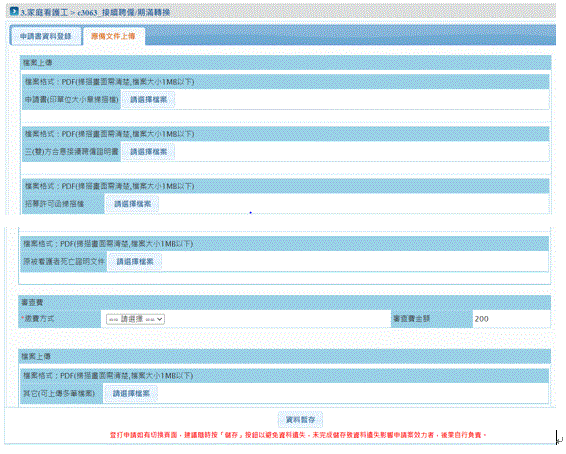 3.家庭看護工 > c3063_接續聘僱/期滿轉換
申請書資料登錄 應備文件上傳
檔案上傳
檔案格式：PDF(掃描畫面需清楚,檔案大小1MB以下)
申請書(印單位大小章掃描檔) 請選擇檔案
檔案格式：PDF(掃描畫面需清楚,檔案大小1MB以下)
三(雙)方合意接續聘僱證明書 請選擇檔案
檔案格式：PDF(掃描畫面需清楚,檔案大小1MB以下)
招募許可函掃描檔 請選擇檔案
檔案格式：PDF(掃描畫面需清楚,檔案大小1MB以下)
原被看護者死亡證明文件 請選擇檔案
審查費
*繳費方式 == 請選擇 == 審查費金額 200
檔案上傳
檔案格式：PDF(掃描畫面需清楚,檔案大小1MB以下)
其它(可上傳多筆檔案) 請選擇檔案
資料暫存
登打申請如有切換頁面，建議隨時按「儲存」按鈕以避免資料遺失，未完成儲存致資料遺失影響申請案效力者，後果自行負責。